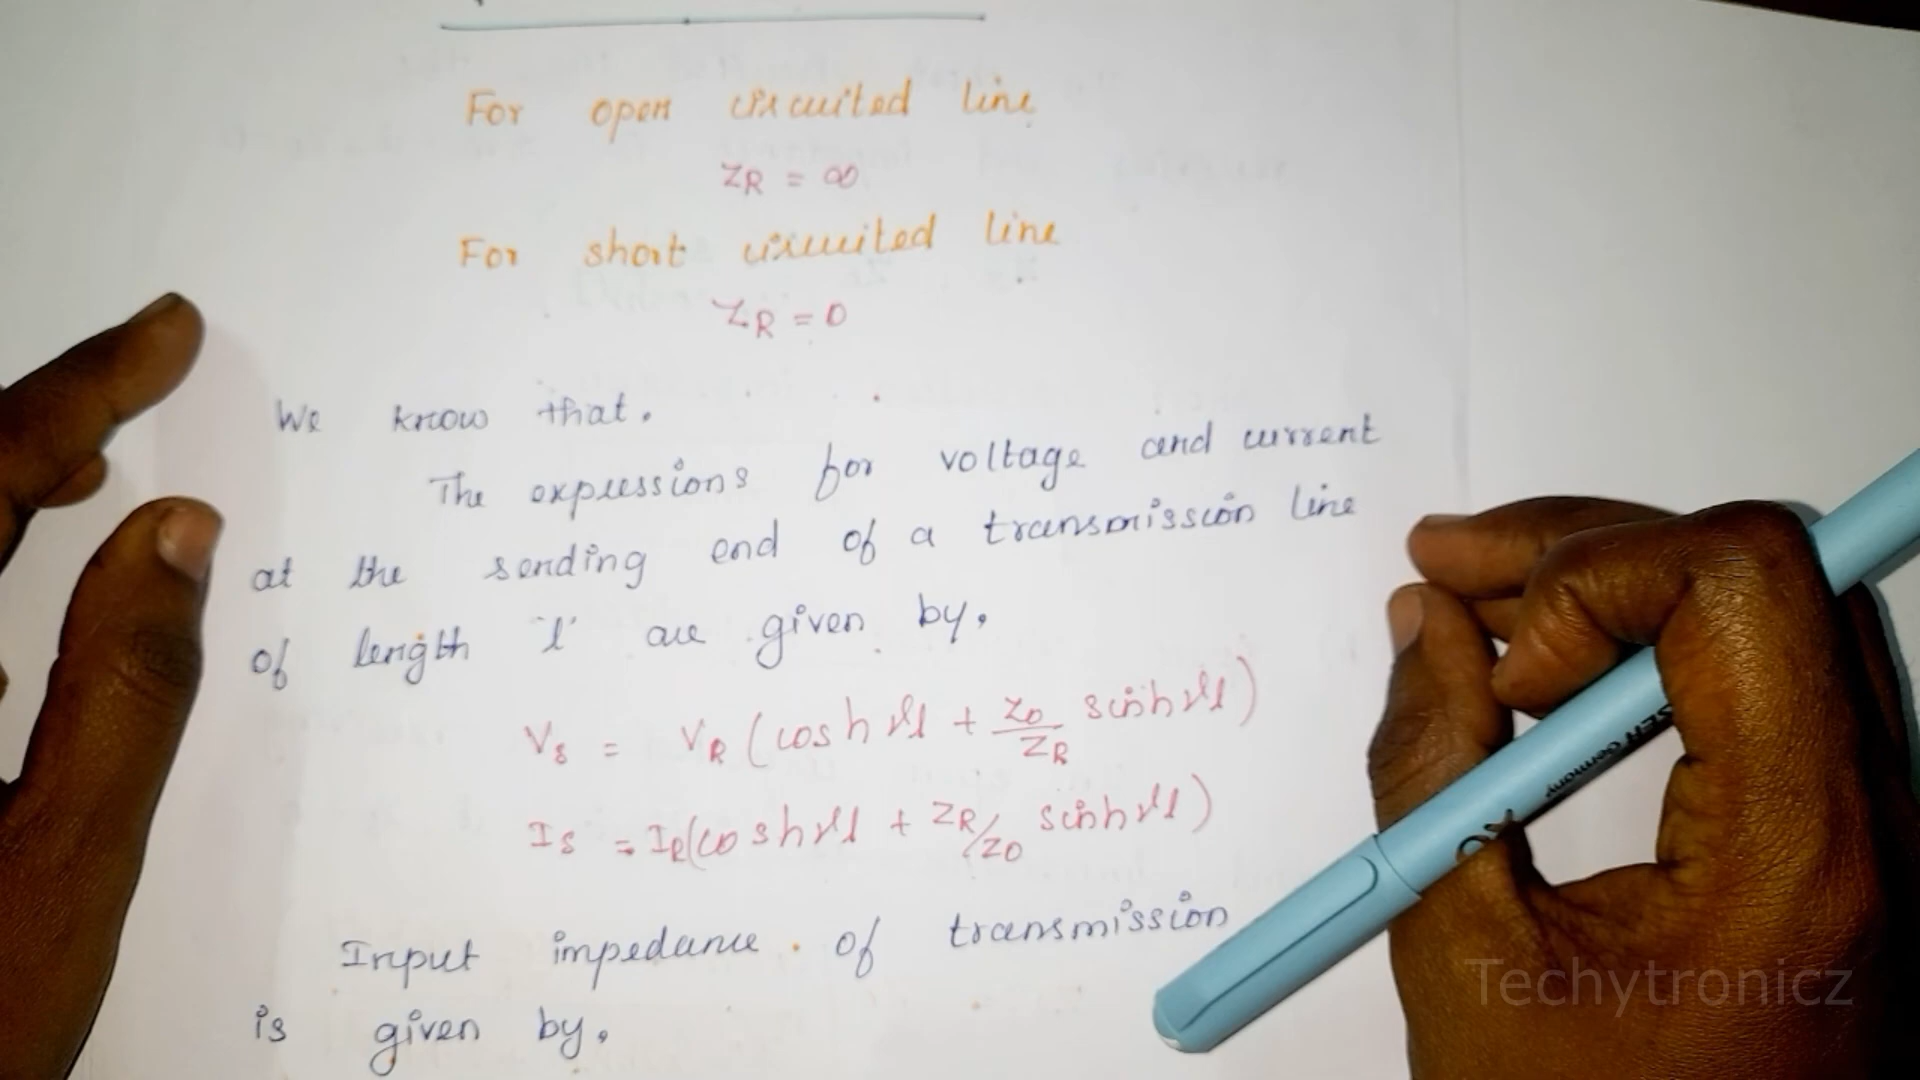 For open circuited line
ZR = ∞
For short circuited line
ZR = 0
We know that.
The expressions for voltage and current
at the sending end of a transmission line
of length 'l' are given by,
Vs = VR (cosh γl + Z0/ZR sinh γl)
Is = IR (cosh γl + ZR/Z0 sinh γl)
Input impedance of transmission
is given by,
Techytronicz